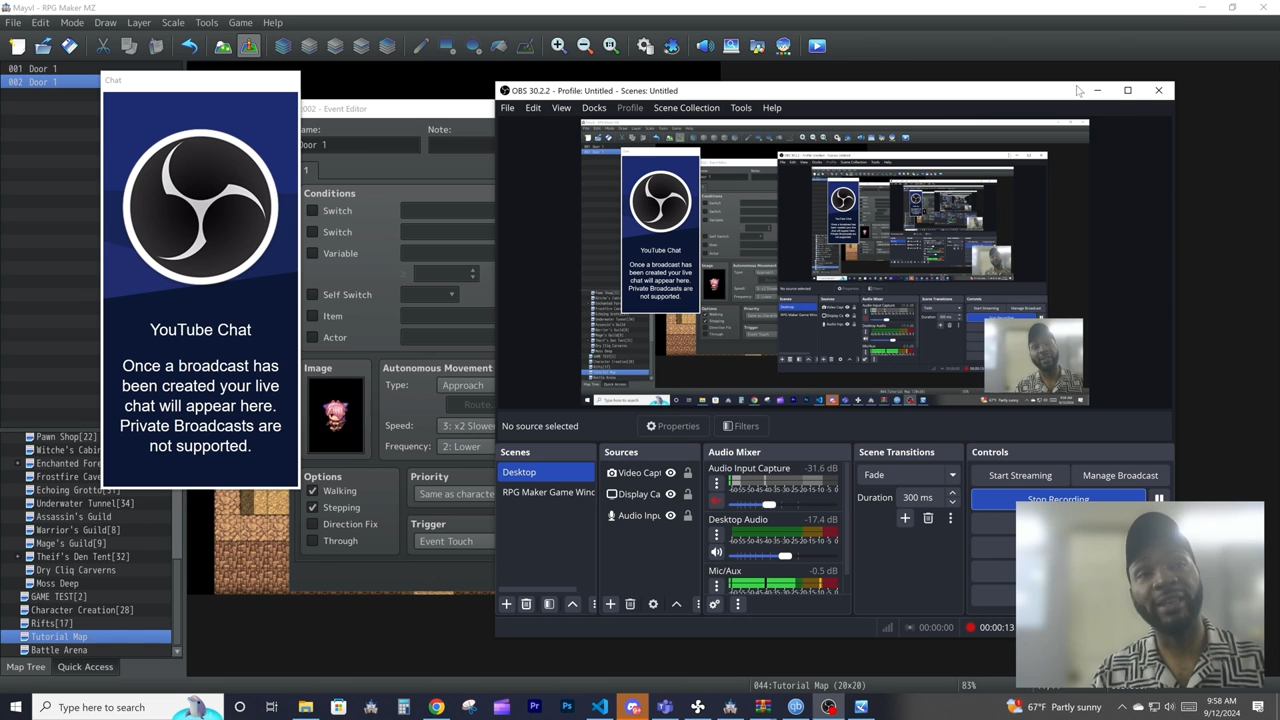 Mayvl - RPG Maker MZ
File Edit Mode Draw Layer Scale Tools Game Help
001 Door 1
002 Door 1
Chat
YouTube Chat
Once a broadcast has
been created your live
chat will appear here.
Private Broadcasts are
not supported.
Pawn Shop[22]
Witche's Cabin
Enchanted Fore
Frostfire Cave
Echoing Grotto[31]
Underwater Tunnel[34]
Assassin's Guild
Warrior's Guild[8]
Mage's Guild[9]
Theif's Den Tent[32]
Dry Cliq Carverns
Moss Deep
GAME TEST[2]
Character Creation[28]
Rifts[17]
Tutorial Map
Battle Arena
Map Tree Quick Access
002 - Event Editor
Name: Note:
Door 1
1
Conditions
Switch
Switch
Variable
Self Switch
Item
Actor
Image
Autonomous Movement
Type: Approach
Route...
Speed: 3: x2 Slower
Frequency: 2: Lower
Options
Walking
Stepping
Direction Fix
Through
Priority
Same as character
Trigger
Event Touch
OBS 30.2.2 - Profile: Untitled - Scenes: Untitled
File Edit View Docks Profile Scene Collection Tools Help
No source selected
Properties
Filters
Scenes
Desktop
RPG Maker Game Winc
Sources
Video Capt
Display Ca
Audio Inpu
Audio Mixer
Audio Input Capture -31.6 dB
Desktop Audio -17.4 dB
Mic/Aux -0.5 dB
Scene Transitions
Fade
Duration 300 ms
Controls
Start Streaming Manage Broadcast
Stop Recording
00:00:00
00:00:13
044:Tutorial Map (20x20) 83%
Type here to search
67°F Partly sunny
9:58 AM
9/12/2024